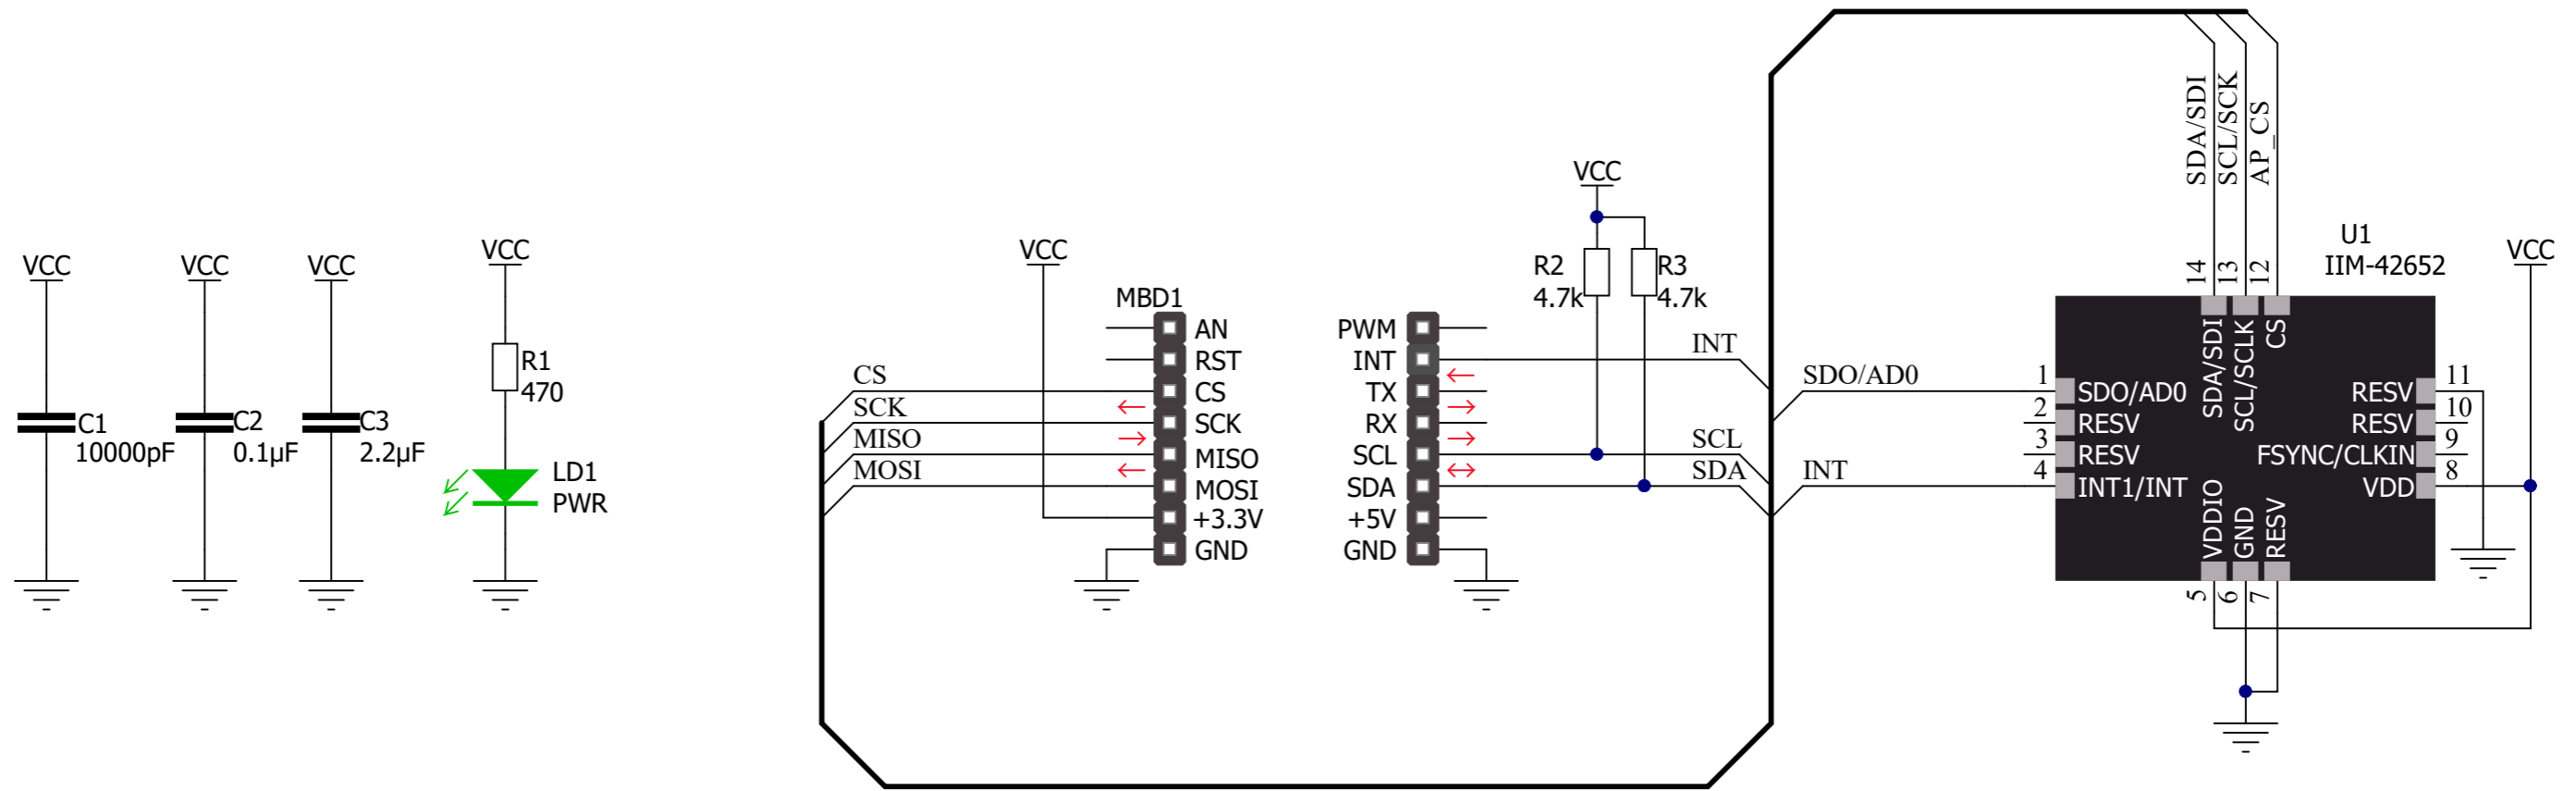 VCC
C1
10000pF
VCC
C2
0.1µF
VCC
C3
2.2µF
VCC
R1
470
LD1
PWR
VCC
MBD1
AN
RST
CS
SCK
MISO
MOSI
+3.3V
GND
CS
SCK
MISO
MOSI
PWM
INT
TX
RX
SCL
SDA
+5V
GND
VCC
R2
4.7k
R3
4.7k
INT
SCL
SDA
SDO/AD0
INT
SDA/SDI
SCL/SCK
AP_CS
U1
IIM-42652
VCC
14
13
12
SDA/SDI
SCL/SCLK
CS
1
SDO/AD0
2
RESV
3
RESV
4
INT1/INT
RESV
11
RESV
10
FSYNC/CLKIN
9
VDD
8
VDDIO
GND
RESV
5
6
7